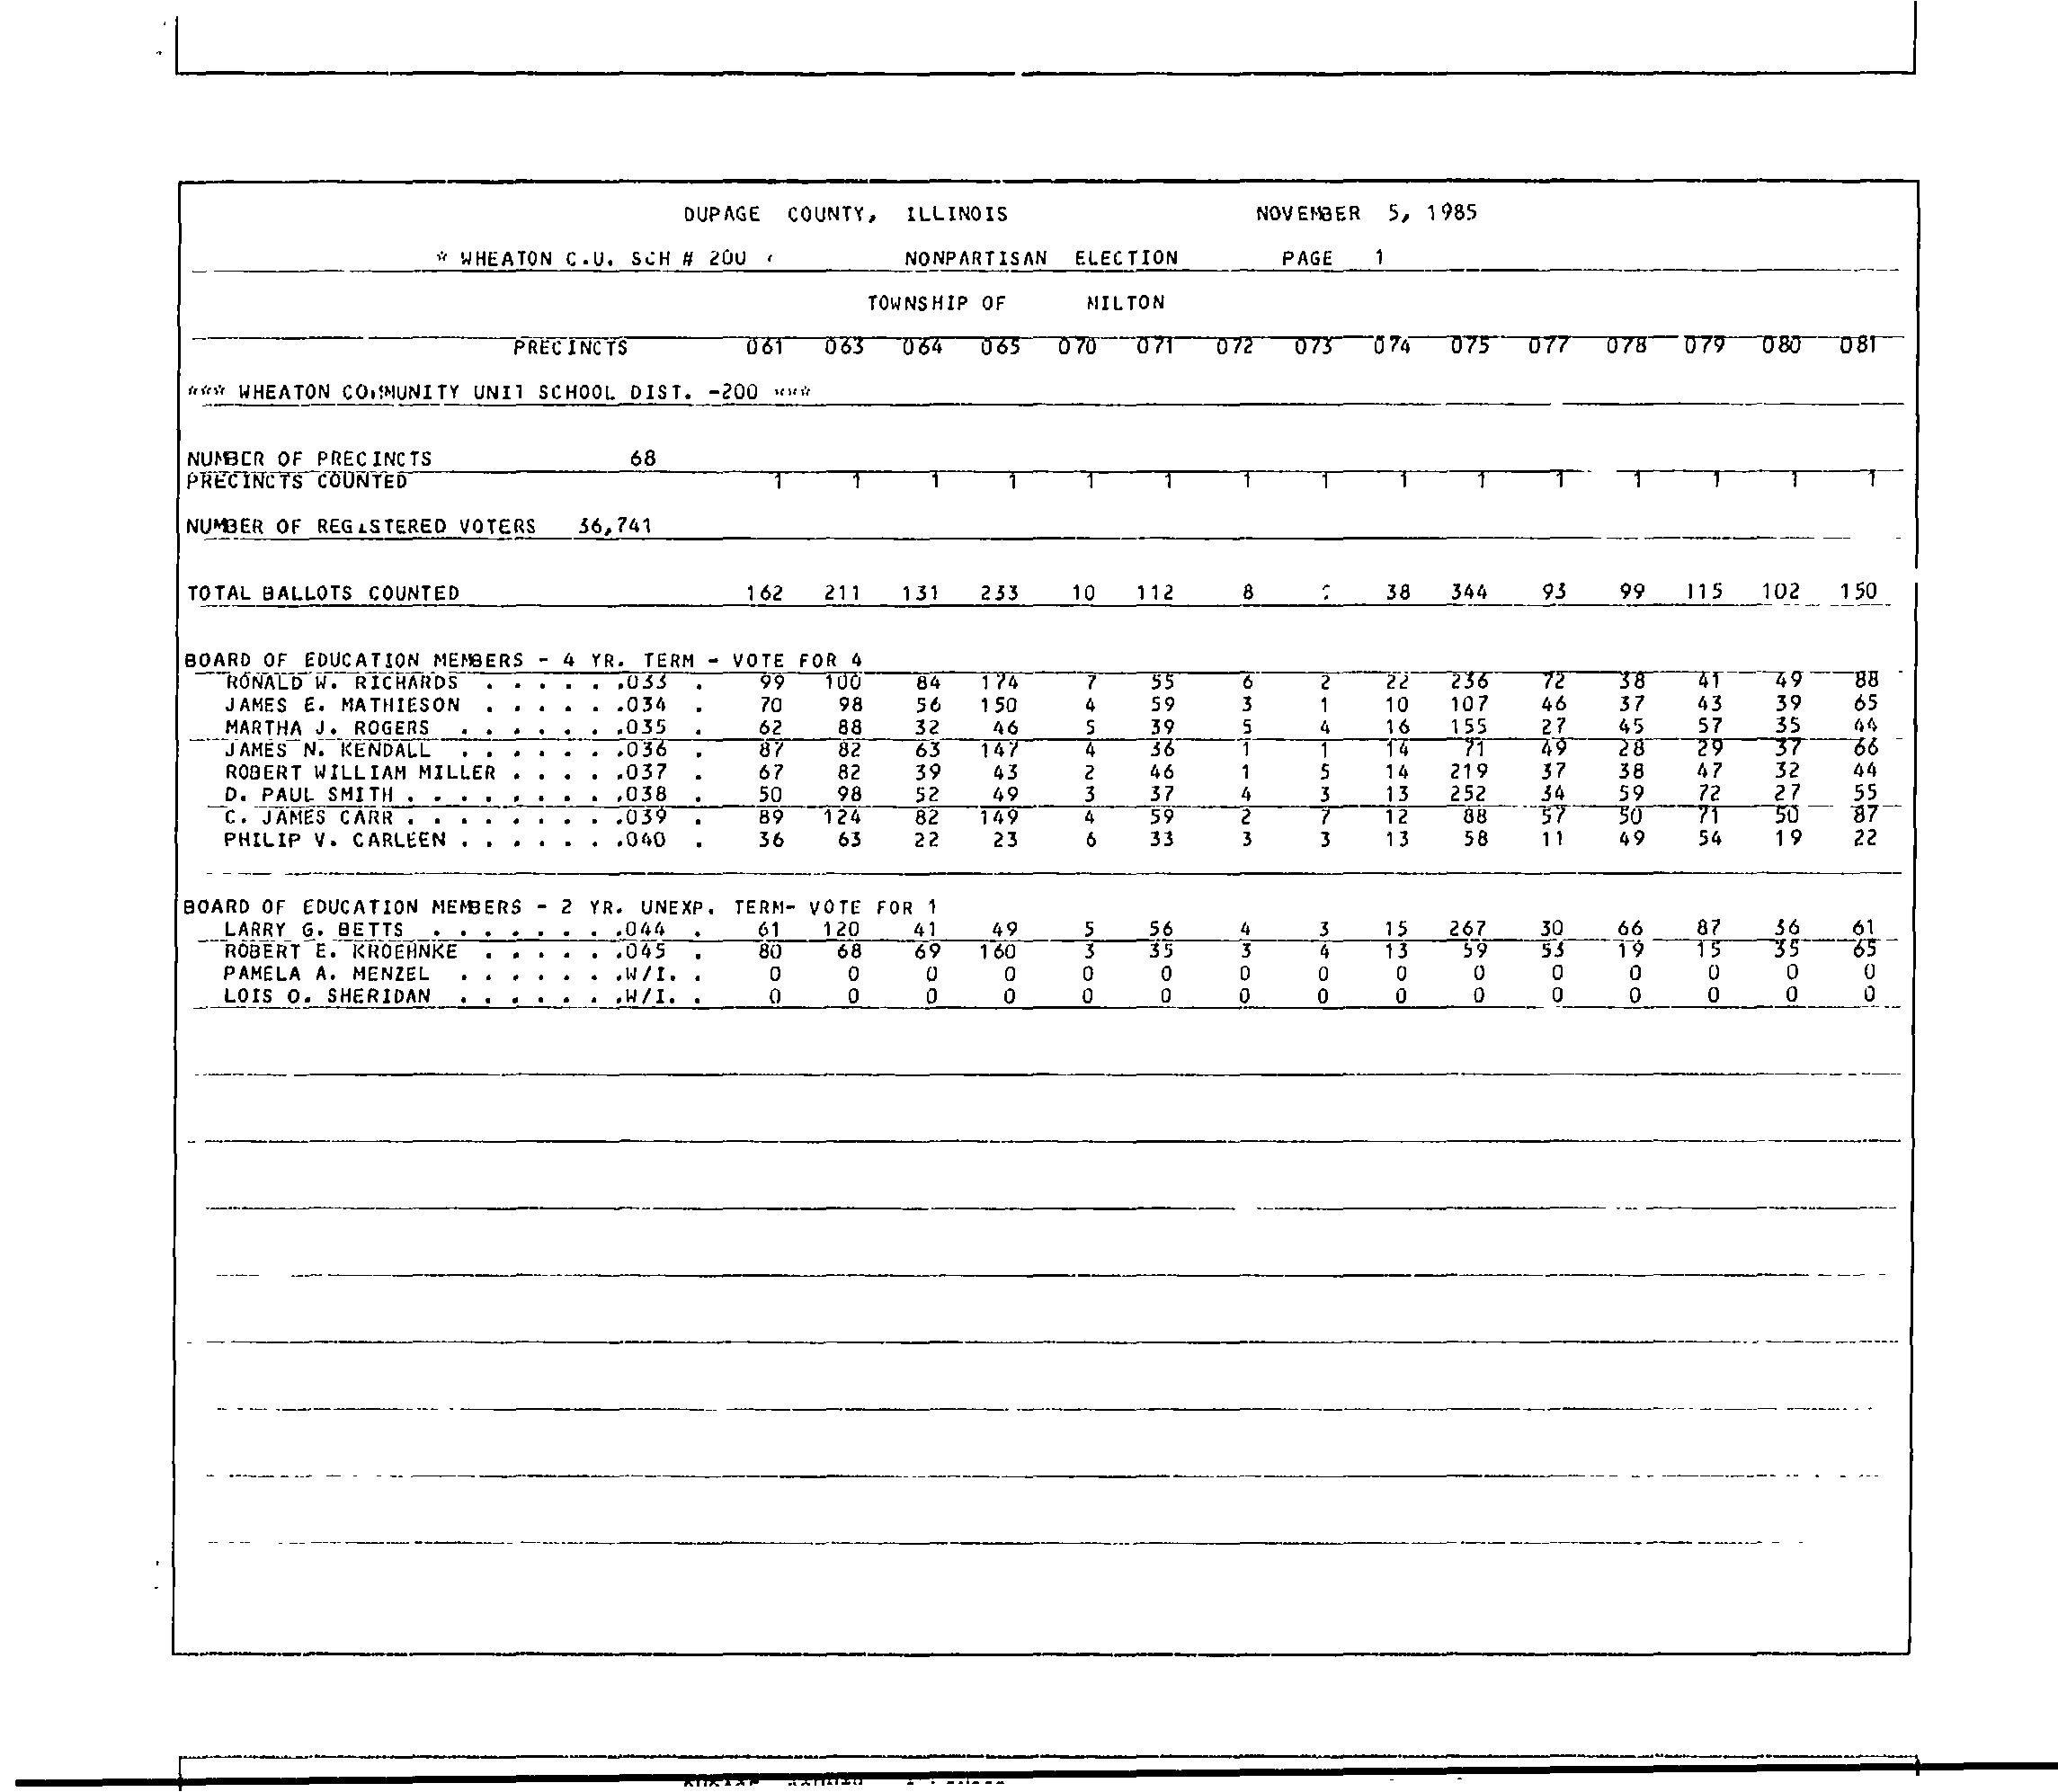 DUPAGE COUNTY, ILLINOIS NOVEMBER 5, 1985
* WHEATON C.U. SCH # 200 NONPARTISAN ELECTION PAGE 1
TOWNSHIP OF MILTON
PRECINCTS 061 063 064 065 070 071 072 073 074 075 077 078 079 080 081
*** WHEATON COMMUNITY UNIT SCHOOL DIST. -200 ***
NUMBER OF PRECINCTS 68
PRECINCTS COUNTED 1 1 1 1 1 1 1 1 1 1 1 1 1 1 1
NUMBER OF REGISTERED VOTERS 36,741
TOTAL BALLOTS COUNTED 162 211 131 233 10 112 8 38 344 93 99 115 102 150
BOARD OF EDUCATION MEMBERS - 4 YR. TERM - VOTE FOR 4
RONALD W. RICHARDS . . . . . .033 . 99 100 84 174 7 55 6 2 22 236 72 38 41 49 88
JAMES E. MATHIESON . . . . . .034 . 70 98 56 150 4 59 3 1 10 107 46 37 43 39 65
MARTHA J. ROGERS . . . . . . .035 . 62 88 32 46 5 39 5 4 16 155 27 45 57 35 44
JAMES N. KENDALL . . . . . . .036 . 87 82 63 147 4 36 1 1 14 71 49 28 29 37 66
ROBERT WILLIAM MILLER . . . . .037 . 67 82 39 43 2 46 1 5 14 219 37 38 47 32 44
D. PAUL SMITH . . . . . . . . .038 . 50 98 52 49 3 37 4 3 13 252 34 59 72 27 55
C. JAMES CARR . . . . . . . . .039 . 89 124 82 149 4 59 2 7 12 88 57 50 71 50 87
PHILIP V. CARLEEN . . . . . . .040 . 36 63 22 23 6 33 3 3 13 58 11 49 54 19 22
BOARD OF EDUCATION MEMBERS - 2 YR. UNEXP. TERM- VOTE FOR 1
LARRY G. BETTS . . . . . . . .044 . 61 120 41 49 5 56 4 3 15 267 30 66 87 36 61
ROBERT E. KROEHNKE . . . . . .045 . 80 68 69 160 3 35 3 4 13 59 53 19 15 35 65
PAMELA A. MENZEL . . . . . . .W/I. . 0 0 0 0 0 0 0 0 0 0 0 0 0 0 0
LOIS O. SHERIDAN . . . . . . .W/I. . 0 0 0 0 0 0 0 0 0 0 0 0 0 0 0